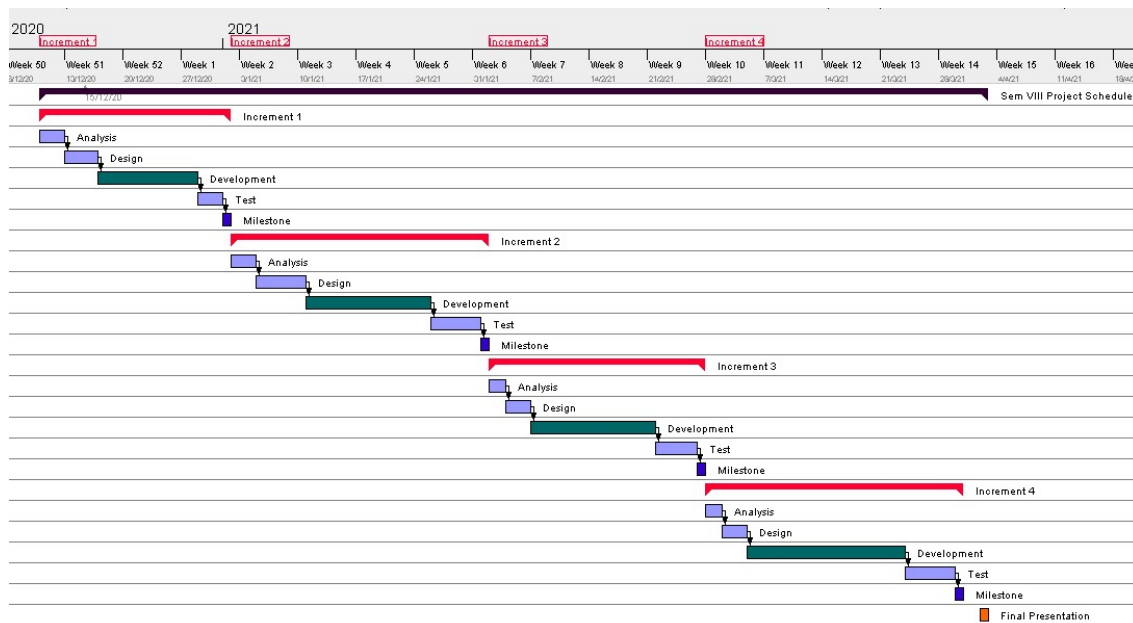 2020 2021
Increment 1 Increment 2 Increment 3 Increment 4
Week 50 Week 51 Week 52 Week 1 Week 2 Week 3 Week 4 Week 5 Week 6 Week 7 Week 8 Week 9 Week 10 Week 11 Week 12 Week 13 Week 14 Week 15 Week 16 Week
13/12/20 20/12/20 27/12/20 3/1/21 10/1/21 17/1/21 24/1/21 31/1/21 7/2/21 14/2/21 21/2/21 28/2/21 7/3/21 14/3/21 21/3/21 28/3/21 4/4/21 11/4/21
15/12/20 Sem VIII Project Schedule
Increment 1
Analysis
Design
Development
Test
Milestone
Increment 2
Analysis
Design
Development
Test
Milestone
Increment 3
Analysis
Design
Development
Test
Milestone
Increment 4
Analysis
Design
Development
Test
Milestone
Final Presentation